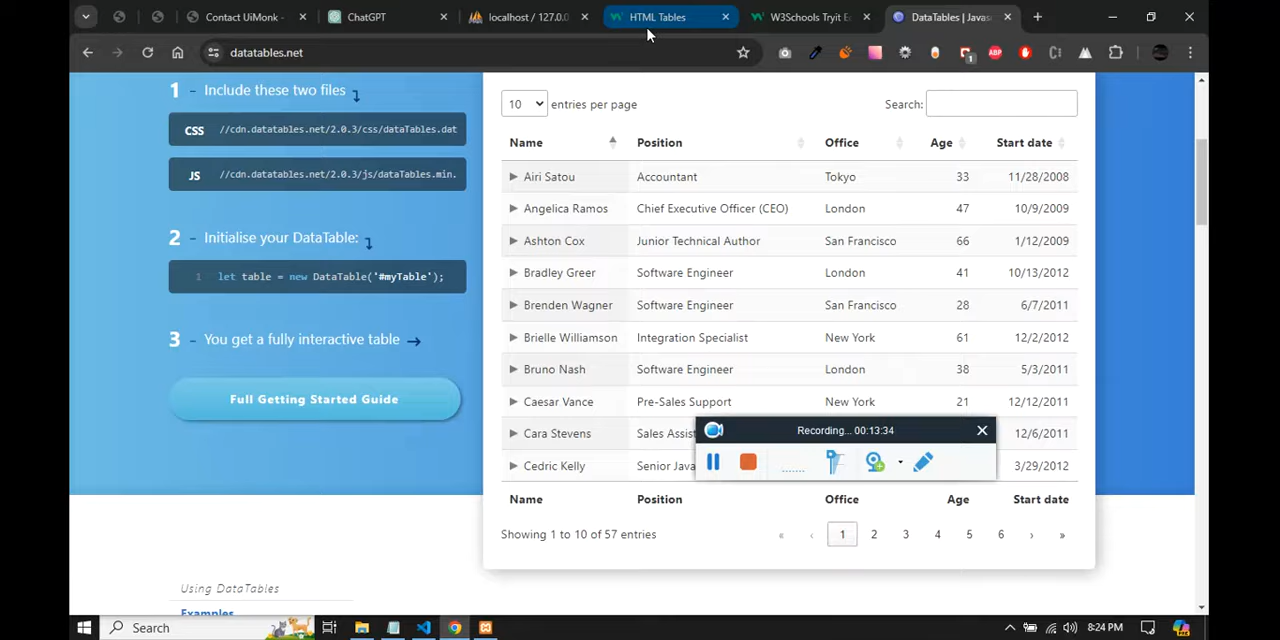 Contact UiMonk -
ChatGPT
localhost / 127.0.0
HTML Tables
W3Schools Tryit E
DataTables | Javas
datatables.net
1 - Include these two files
CSS //cdn.datatables.net/2.0.3/css/dataTables.dat
JS //cdn.datatables.net/2.0.3/js/dataTables.min.
2 - Initialise your DataTable:
1 let table = new DataTable('#myTable');
3 - You get a fully interactive table
Full Getting Started Guide
Using DataTables
Examples
10 entries per page Search:
Name Position Office Age Start date
Airi Satou Accountant Tokyo 33 11/28/2008
Angelica Ramos Chief Executive Officer (CEO) London 47 10/9/2009
Ashton Cox Junior Technical Author San Francisco 66 1/12/2009
Bradley Greer Software Engineer London 41 10/13/2012
Brenden Wagner Software Engineer San Francisco 28 6/7/2011
Brielle Williamson Integration Specialist New York 61 12/2/2012
Bruno Nash Software Engineer London 38 5/3/2011
Caesar Vance Pre-Sales Support New York 21 12/12/2011
Cara Stevens Sales Assis 12/6/2011
Cedric Kelly Senior Java 3/29/2012
Recording... 00:13:34
Name Position Office Age Start date
Showing 1 to 10 of 57 entries « ‹ 1 2 3 4 5 6 › »
Search
8:24 PM